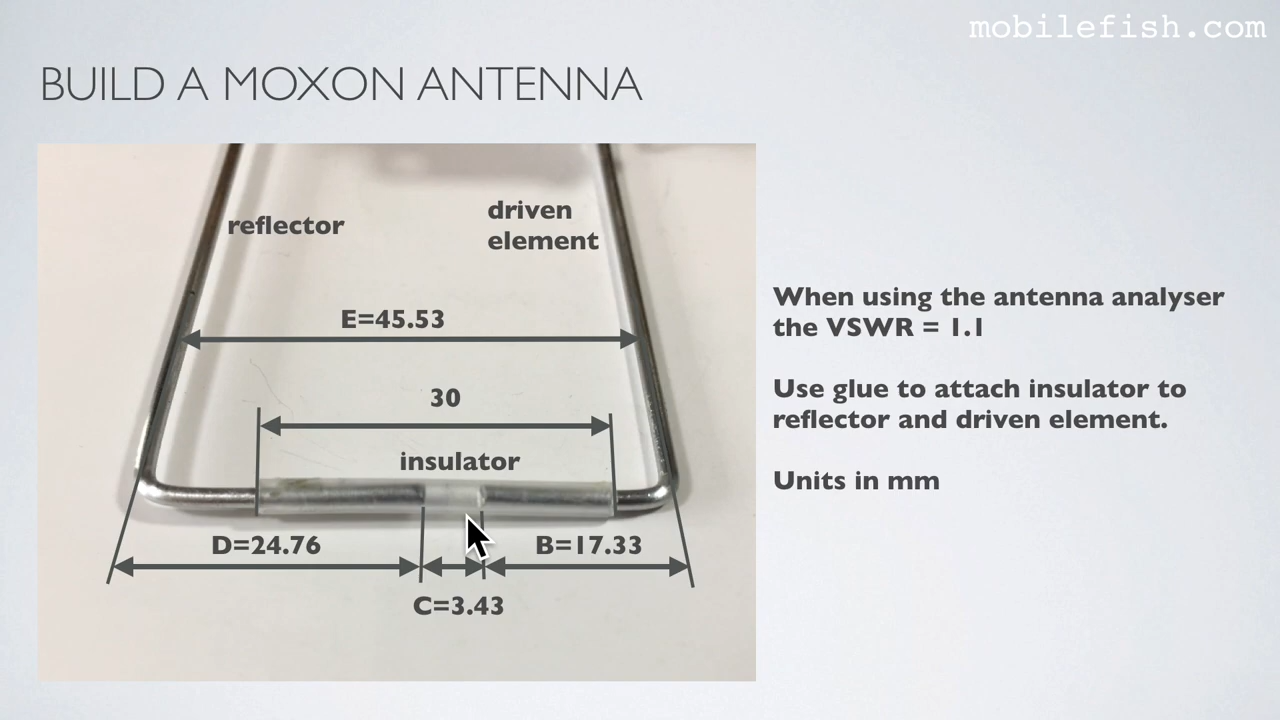 mobilefish.com
BUILD A MOXON ANTENNA
reflector
driven
element
E=45.53
30
insulator
D=24.76
B=17.33
C=3.43
When using the antenna analyser
the VSWR = 1.1
Use glue to attach insulator to
reflector and driven element.
Units in mm